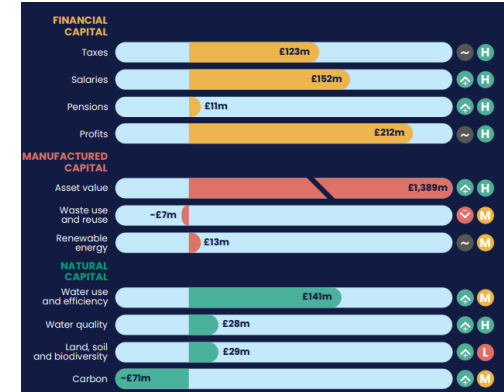 FINANCIAL
CAPITAL
Taxes £123m ~ H
Salaries £152m H
Pensions £11m H
Profits £212m ~ H
MANUFACTURED
CAPITAL
Asset value £1,389m H
Waste use
and reuse -£7m M
Renewable
energy £13m ~ M
NATURAL
CAPITAL
Water use
and efficiency £141m M
Water quality £28m H
Land, soil
and biodiversity £29m L
Carbon -£71m M